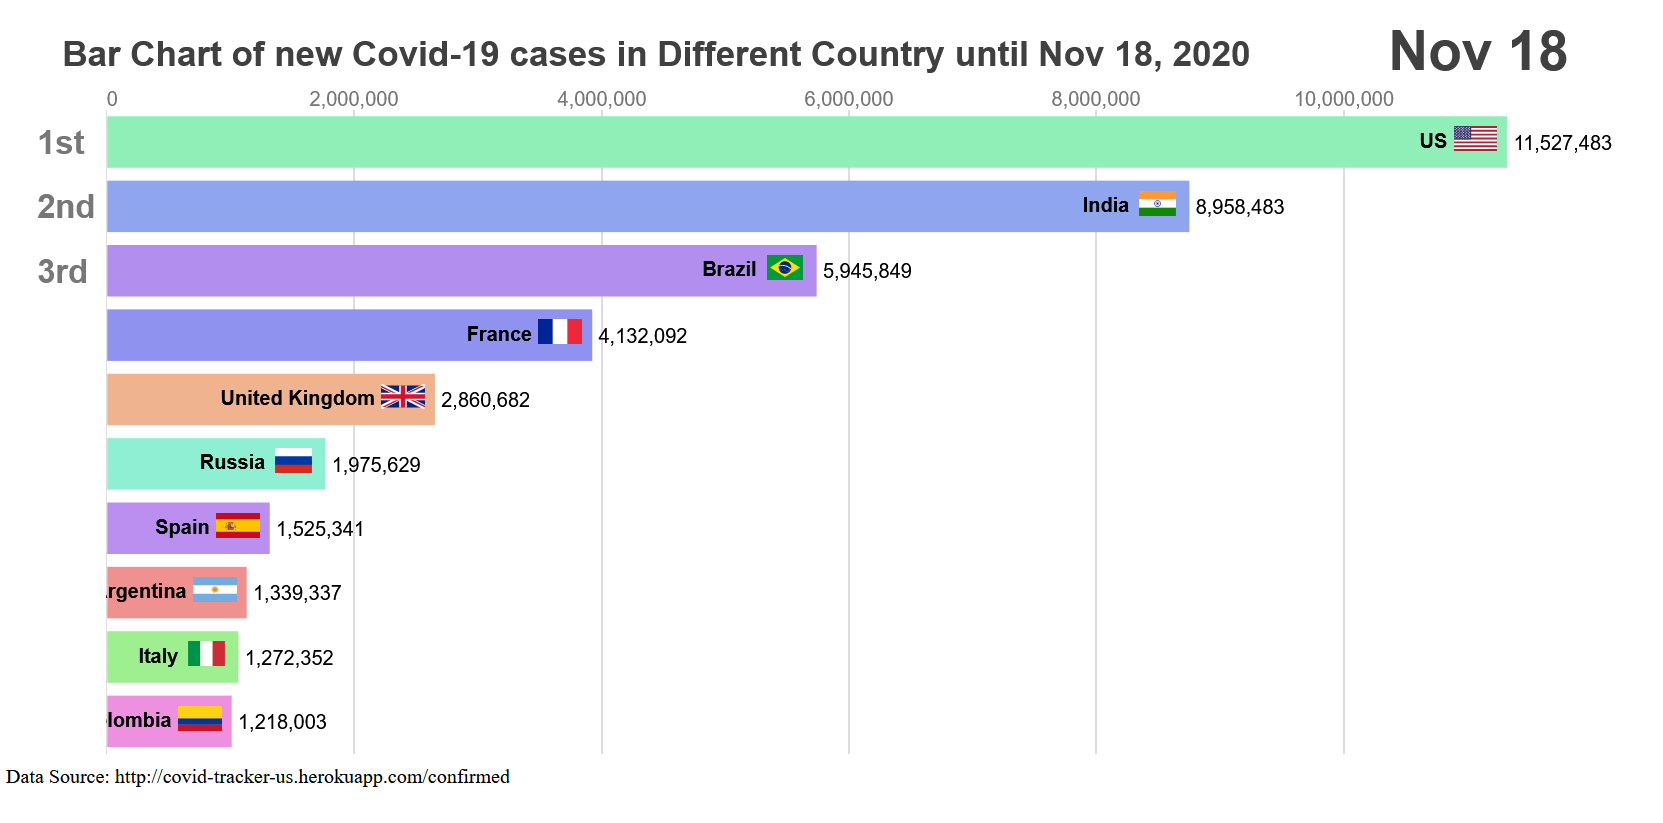 Bar Chart of new Covid-19 cases in Different Country until Nov 18, 2020
Nov 18
0 2,000,000 4,000,000 6,000,000 8,000,000 10,000,000
1st US 11,527,483
2nd India 8,958,483
3rd Brazil 5,945,849
France 4,132,092
United Kingdom 2,860,682
Russia 1,975,629
Spain 1,525,341
rgentina 1,339,337
Italy 1,272,352
lombia 1,218,003
Data Source: http://covid-tracker-us.herokuapp.com/confirmed